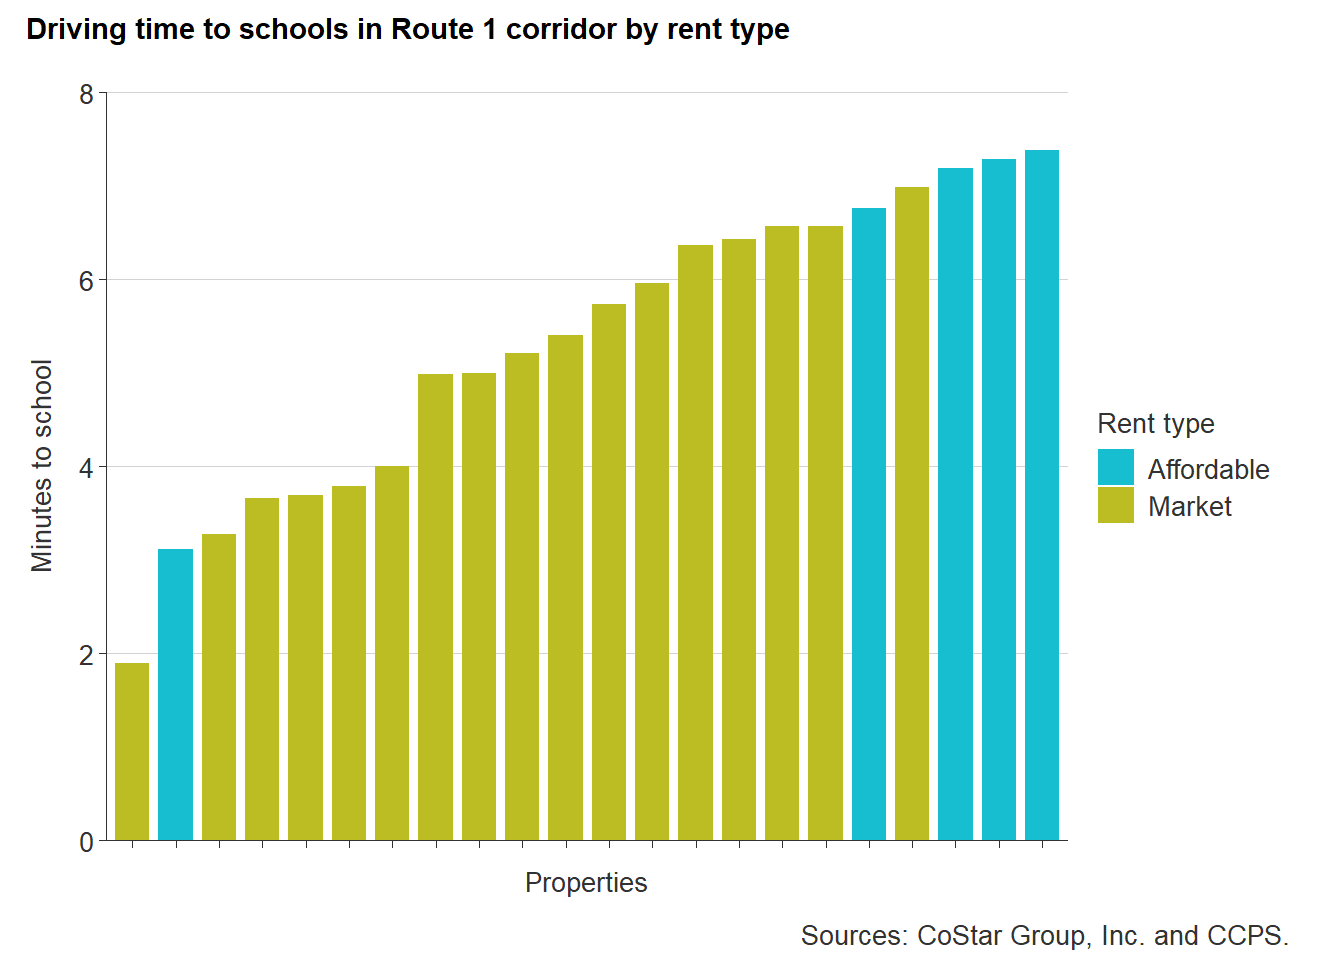 Driving time to schools in Route 1 corridor by rent type
8
6
4
2
0
Minutes to school
Properties
Rent type
Affordable
Market
Sources: CoStar Group, Inc. and CCPS.